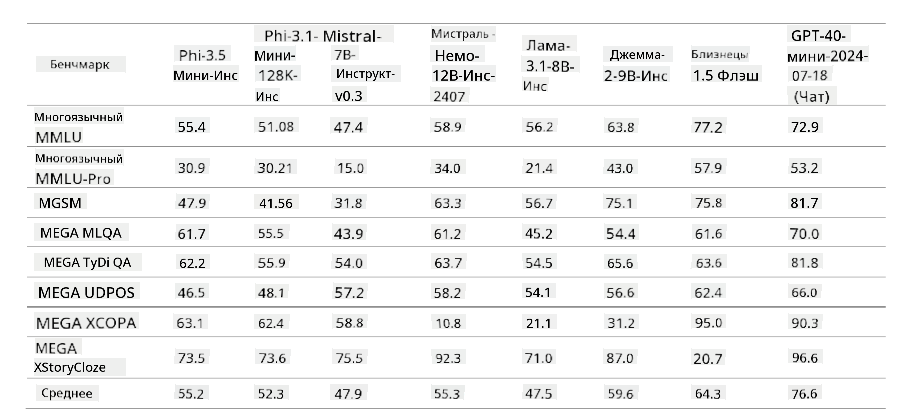 Бенчмарк Phi-3.5 Мини-Инс Phi-3.1- Мини- 128K- Инс Mistral- 7B- Инструкт- v0.3 Мистраль - Немо- 12B-Инс- 2407 Лама- 3.1-8B- Инс Джемма- 2-9B-Инс Близнецы 1.5 Флэш GPT-40- мини-2024- 07-18 (Чат)
Многоязычный MMLU 55.4 51.08 47.4 58.9 56.2 63.8 77.2 72.9
Многоязычный MMLU-Pro 30.9 30.21 15.0 34.0 21.4 43.0 57.9 53.2
MGSM 47.9 41.56 31.8 63.3 56.7 75.1 75.8 81.7
MEGA MLQA 61.7 55.5 43.9 61.2 45.2 54.4 61.6 70.0
MEGA TyDi QA 62.2 55.9 54.0 63.7 54.5 65.6 63.6 81.8
MEGA UDPOS 46.5 48.1 57.2 58.2 54.1 56.6 62.4 66.0
MEGA XCOPA 63.1 62.4 58.8 10.8 21.1 31.2 95.0 90.3
MEGA XStoryCloze 73.5 73.6 75.5 92.3 71.0 87.0 20.7 96.6
Среднее 55.2 52.3 47.9 55.3 47.5 59.6 64.3 76.6